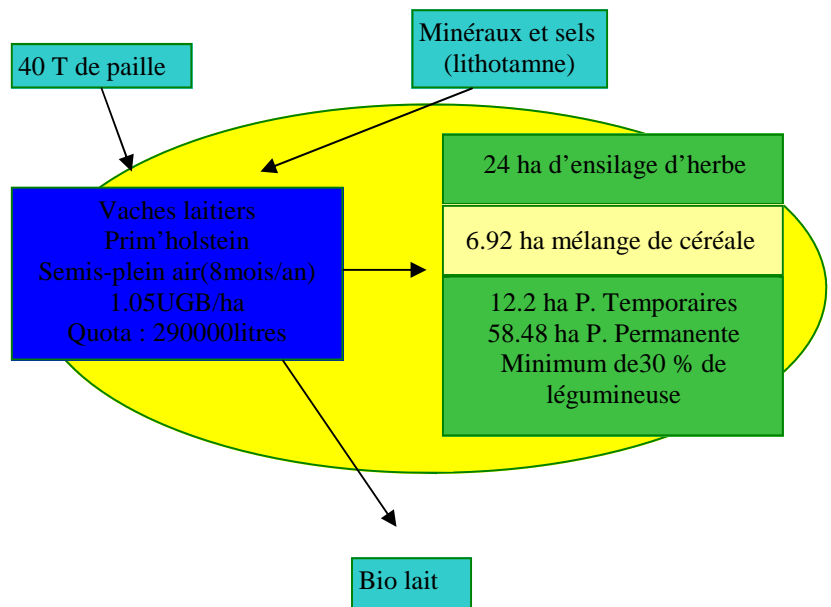 40 T de paille
Minéraux et sels
(lithotamne)
Vaches laitiers
Prim’holstein
Semis-plein air(8mois/an)
1.05UGB/ha
Quota : 290000litres
24 ha d’ensilage d’herbe
6.92 ha mélange de céréale
12.2 ha P. Temporaires
58.48 ha P. Permanente
Minimum de30 % de
légumineuse
Bio lait